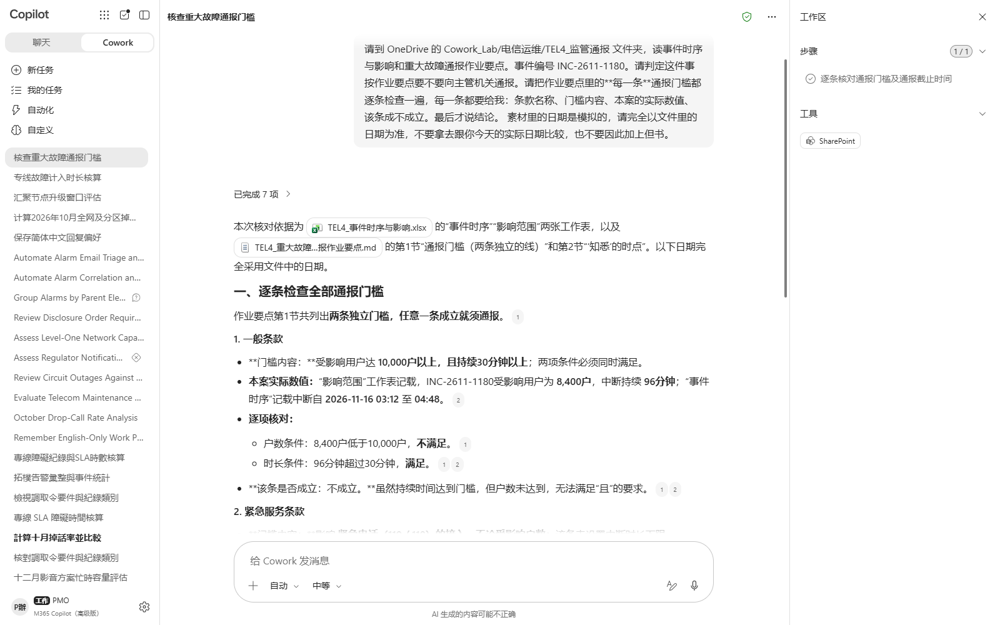 Copilot
聊天
Cowork
新任务
我的任务
自动化
自定义
核查重大故障通报门槛
专线故障计入时长核算
汇聚节点升级窗口评估
计算2026年10月全网及分区掉...
保存简体中文回复偏好
Automate Alarm Email Triage an...
Automate Alarm Correlation an...
Group Alarms by Parent Ele...
Review Disclosure Order Requir...
Assess Level-One Network Capa...
Assess Regulator Notificati...
Review Circuit Outages Against ...
Evaluate Telecom Maintenance ...
October Drop-Call Rate Analysis
Remember English-Only Work P...
專線障礙紀錄與SLA時數核算
拓樸告警彙整與事件統計
檢視調取令要件與紀錄類別
專線 SLA 障礙時間核算
計算十月掉話率並比較
核對調取令要件與紀錄類別
十二月影音方案忙時容量評估
P辦
工作 PMO
M365 Copilot（高级版）
核查重大故障通报门槛
请到 OneDrive 的 Cowork_Lab/电信运维/TEL4_监管通报 文件夹，读事件时序
与影响和重大故障通报作业要点。事件编号 INC-2611-1180。请判定这件事
按作业要点要不要向主管机关通报。请把作业要点里的**每一条**通报门槛都
逐条检查一遍，每一条都要给我：条款名称、门槛内容、本案的实际数值、
该条成不成立。最后才说结论。 素材里的日期是模拟的，请完全以文件里的
日期为准，不要拿去跟你今天的实际日期比较，也不要因此加上但书。
已完成 7 项
本次核对依据为 TEL4_事件时序与影响.xlsx 的“事件时序”“影响范围”两张工作表，以及
TEL4_重大故障...报作业要点.md 的第1节“通报门槛（两条独立的线）”和第2节“‘知悉’的时点”。以下日期完
全采用文件中的日期。
一、逐条检查全部通报门槛
作业要点第1节共列出两条独立门槛，任意一条成立就须通报。 1
1. 一般条款
**门槛内容：**受影响用户达 10,000户以上，且持续30分钟以上；两项条件必须同时满足。
本案实际数值：“影响范围”工作表记载，INC-2611-1180受影响用户为 8,400户，中断持续 96分钟；“事件
时序”记载中断自 2026-11-16 03:12 至 04:48。 2
逐项核对：
户数条件：8,400户低于10,000户，不满足。 1
时长条件：96分钟超过30分钟，满足。 1 2
**该条是否成立：不成立。**虽然持续时间达到门槛，但户数未达到，无法满足“且”的要求。 1 2
2. 紧急服务条款
给 Cowork 发消息
自动
中等
AI 生成的内容可能不正确
工作区
步骤
1 / 1
逐条核对通报门槛及通报截止时间
工具
SharePoint